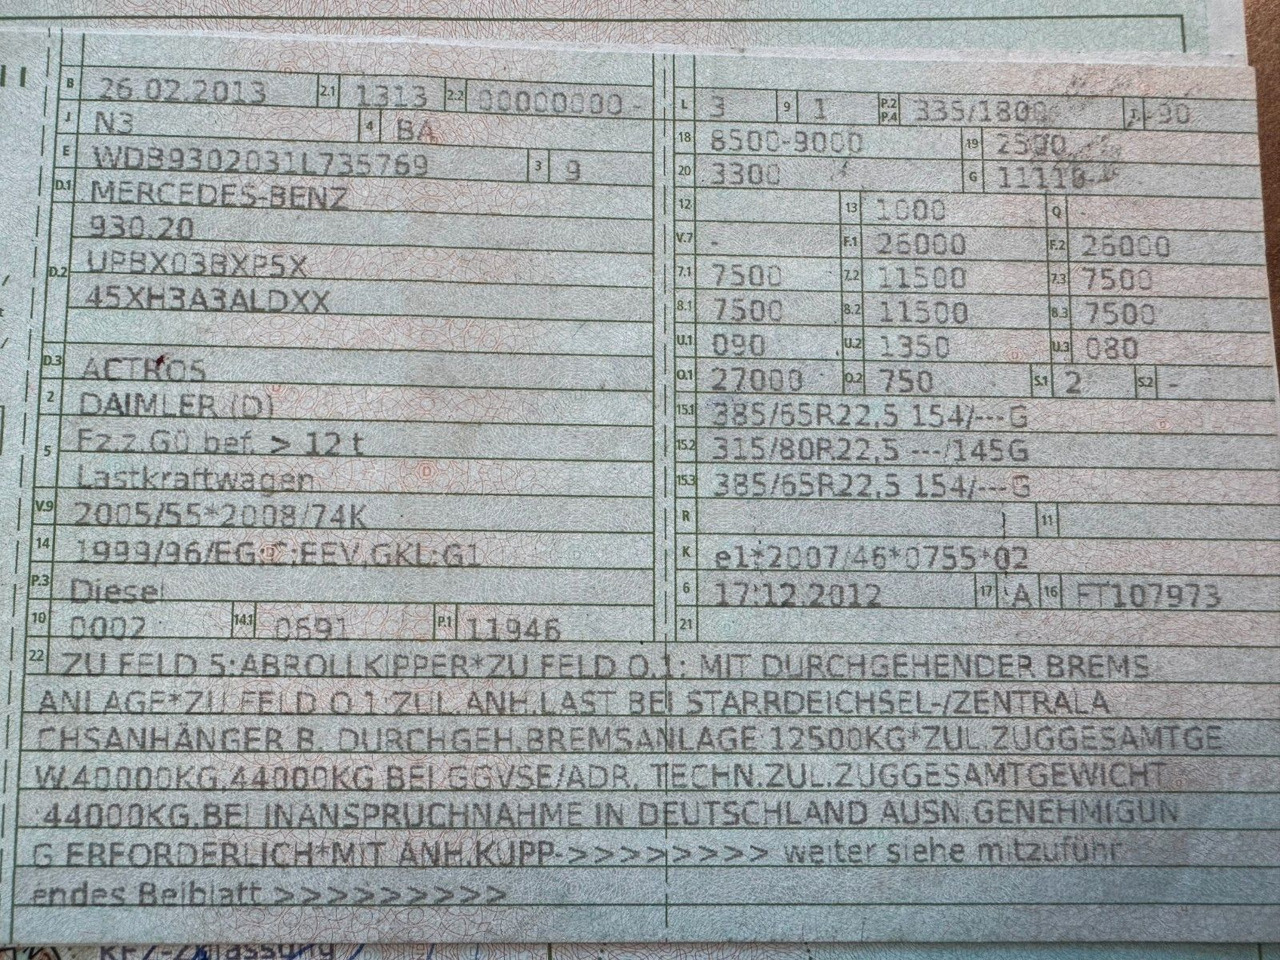 B 26.02.2013 2.1 1313 2.2 00000000 -
J N3 4 BA
E WDB9302031L735769 3 9
D.1 MERCEDES-BENZ
930.20
D.2 UPBX03BXP5X
45XH3A3ALDXX
D.3 ACTROS
2 DAIMLER (D)
5 Fz.z.Gü bef. > 12 t
Lastkraftwagen
V.9 2005/55*2008/74K
14 1999/96/EG;C;EEV,GKL:G1
P.3 Diesel
10 0002 14.1 0691 P.1 11946
L 3 9 1 P.2 P.4 335/1800 T 90
18 8500-9000 19 2500
20 3300 G 11110
12 13 1000 Q -
V.7 - F.1 26000 F.2 26000
7.1 7500 7.2 11500 7.3 7500
8.1 7500 8.2 11500 8.3 7500
U.1 090 U.2 1350 U.3 080
O.1 27000 O.2 750 S.1 2 S.2 -
15.1 385/65R22,5 154/---G
15.2 315/80R22,5 ---/145G
15.3 385/65R22,5 154/---G
R 11
K e1*2007/46*0755*02
6 17.12.2012 17 A 16 FT107973
21
22 ZU FELD 5:ABROLLKIPPER*ZU FELD O.1: MIT DURCHGEHENDER BREMS
ANLAGE*ZU FELD O.1:ZUL.ANH.LAST BEI STARRDEICHSEL-/ZENTRALA
CHSANHÄNGER B. DURCHGEH.BREMSANLAGE 12500KG*ZUL.ZUGGESAMTGE
W.40000KG,44000KG BEI GGVSE/ADR, TECHN.ZUL.ZUGGESAMTGEWICHT
44000KG,BEI INANSPRUCHNAHME IN DEUTSCHLAND AUSN.GENEHMIGUN
G ERFORDERLICH*MIT ANH.KUPP->>>>>>>>> weiter siehe mitzuführ
endes Beiblatt >>>>>>>>>